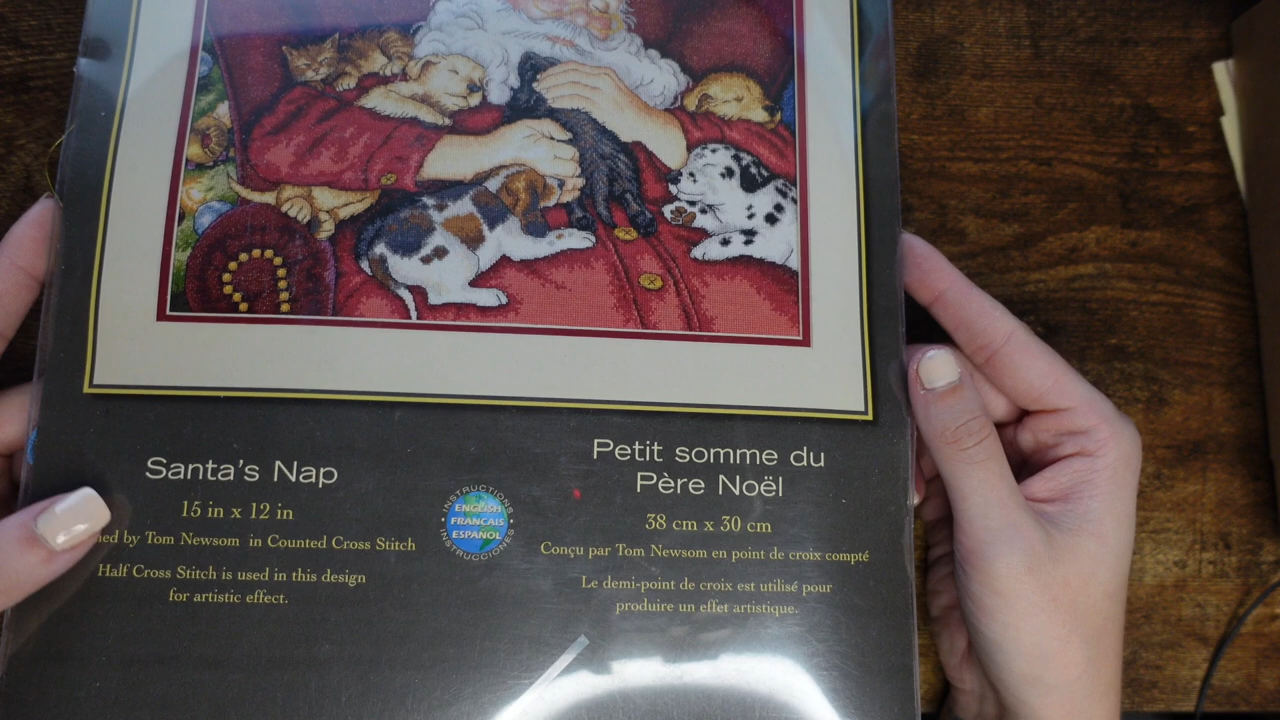 Santa's Nap
15 in x 12 in
by Tom Newsom in Counted Cross Stitch
Half Cross Stitch is used in this design
for artistic effect.
INSTRUCTIONS
ENGLISH
FRANÇAIS
ESPAÑOL
INSTRUCCIONES
Petit somme du
Père Noël
38 cm x 30 cm
Conçu par Tom Newsom en point de croix compté
Le demi-point de croix est utilisé pour
produire un effet artistique.